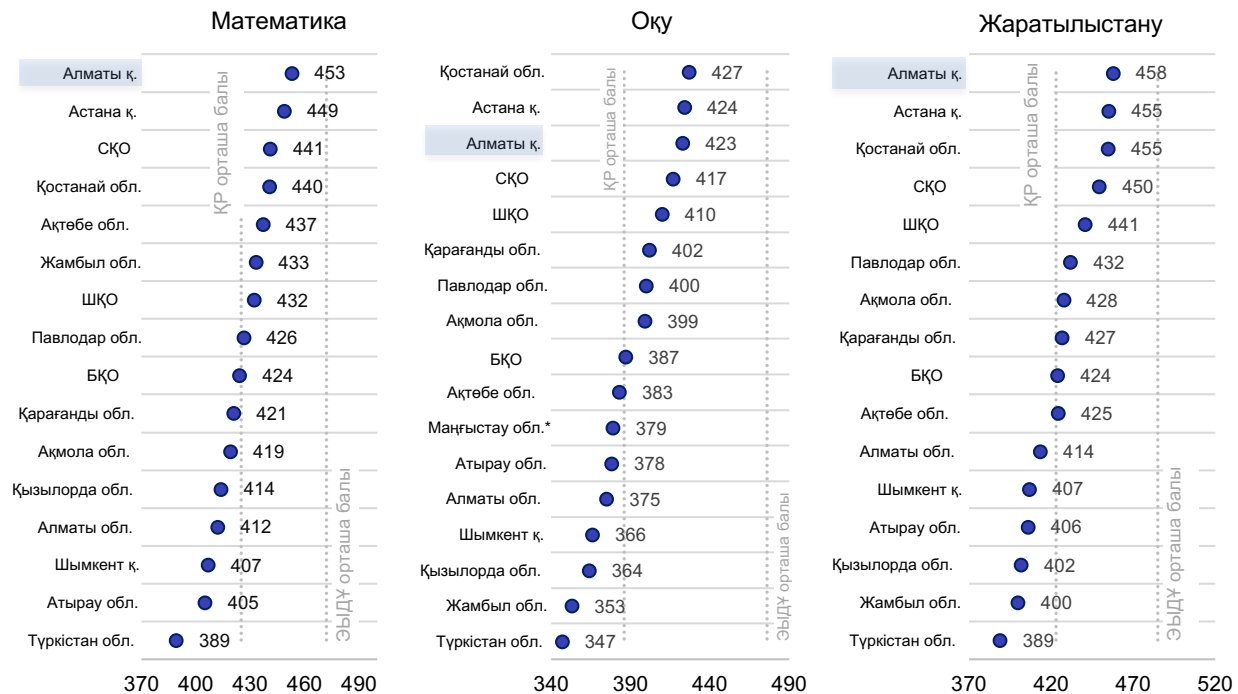 Математика
Алматы қ. 453
Астана қ. 449
СҚО 441
Қостанай обл. 440
Ақтөбе обл. 437
Жамбыл обл. 433
ШҚО 432
Павлодар обл. 426
БҚО 424
Қарағанды обл. 421
Ақмола обл. 419
Қызылорда обл. 414
Алматы обл. 412
Шымкент қ. 407
Атырау обл. 405
Түркістан обл. 389
ҚР орташа балы
ЭЫДҰ орташа балы
370 400 430 460 490
Оқу
Қостанай обл. 427
Астана қ. 424
Алматы қ. 423
СҚО 417
ШҚО 410
Қарағанды обл. 402
Павлодар обл. 400
Ақмола обл. 399
БҚО 387
Ақтөбе обл. 383
Маңғыстау обл.* 379
Атырау обл. 378
Алматы обл. 375
Шымкент қ. 366
Қызылорда обл. 364
Жамбыл обл. 353
Түркістан обл. 347
ҚР орташа балы
ЭЫДҰ орташа балы
340 390 440 490
Жаратылыстану
Алматы қ. 458
Астана қ. 455
Қостанай обл. 455
СҚО 450
ШҚО 441
Павлодар обл. 432
Ақмола обл. 428
Қарағанды обл. 427
БҚО 424
Ақтөбе обл. 425
Алматы обл. 414
Шымкент қ. 407
Атырау обл. 406
Қызылорда обл. 402
Жамбыл обл. 400
Түркістан обл. 389
ҚР орташа балы
ЭЫДҰ орташа балы
370 420 470 520